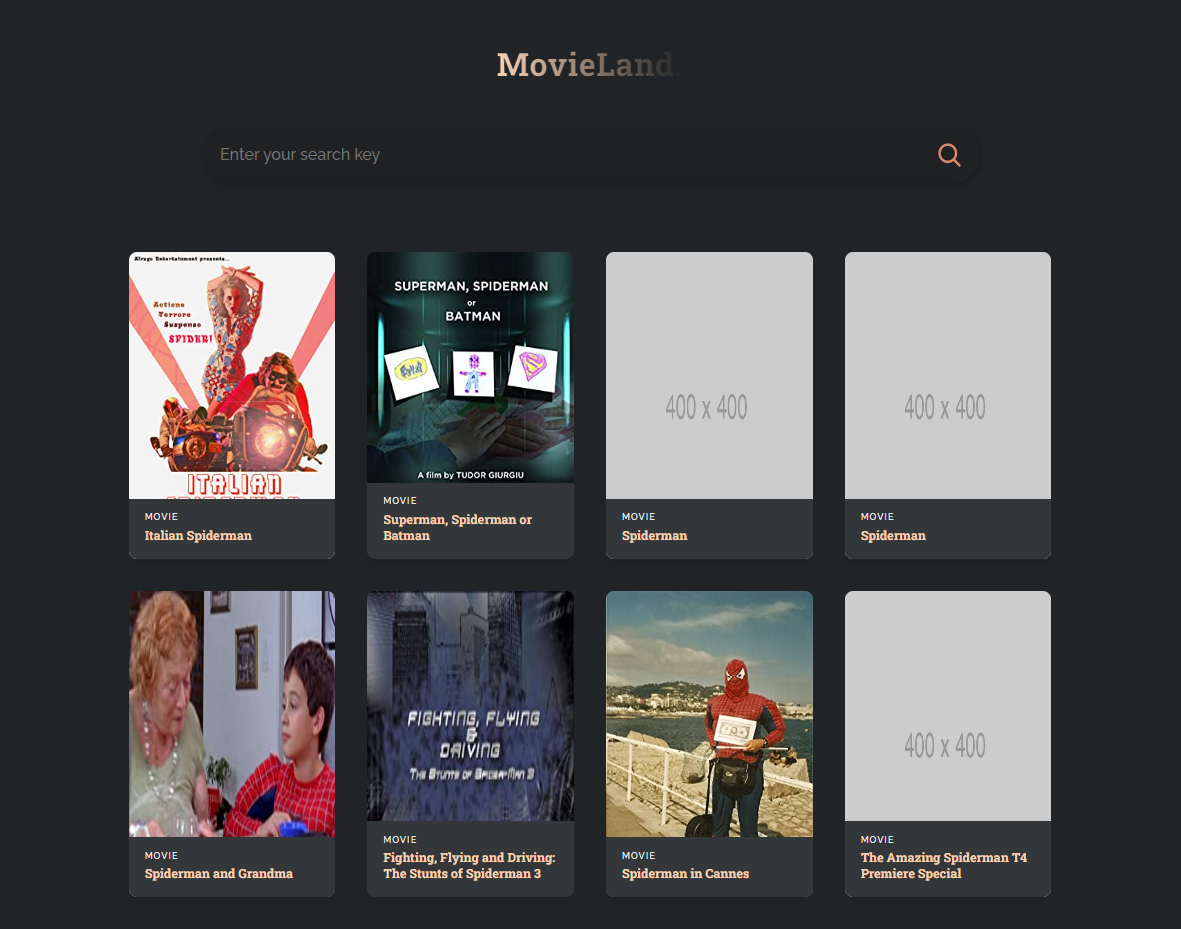 MovieLand.
Enter your search key
Alrugo Entertainment presents...
Actione
Terrore
Suspenso
SPIDER!
ITALIAN
SUPERMAN, SPIDERMAN
or
BATMAN
A film by TUDOR GIURGIU
400 x 400
400 x 400
MOVIE
Italian Spiderman
MOVIE
Superman, Spiderman or
Batman
MOVIE
Spiderman
MOVIE
Spiderman
FIGHTING, FLYING
&
DRIVING
THE STUNTS OF SPIDER-MAN 3
400 x 400
MOVIE
Spiderman and Grandma
MOVIE
Fighting, Flying and Driving:
The Stunts of Spiderman 3
MOVIE
Spiderman in Cannes
MOVIE
The Amazing Spiderman T4
Premiere Special